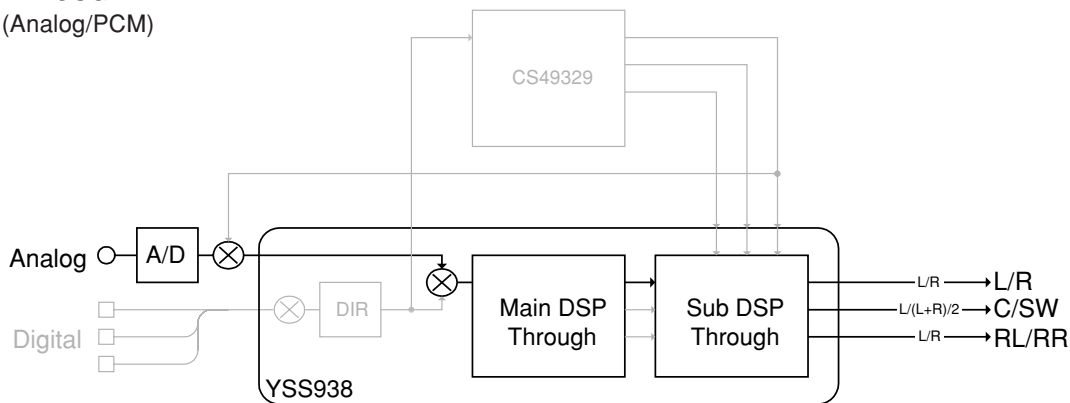 (Analog/PCM)
CS49329
Analog
A/D
Digital
DIR
Main DSP
Through
Sub DSP
Through
L/R
L/R
L/(L+R)/2
C/SW
L/R
RL/RR
YSS938